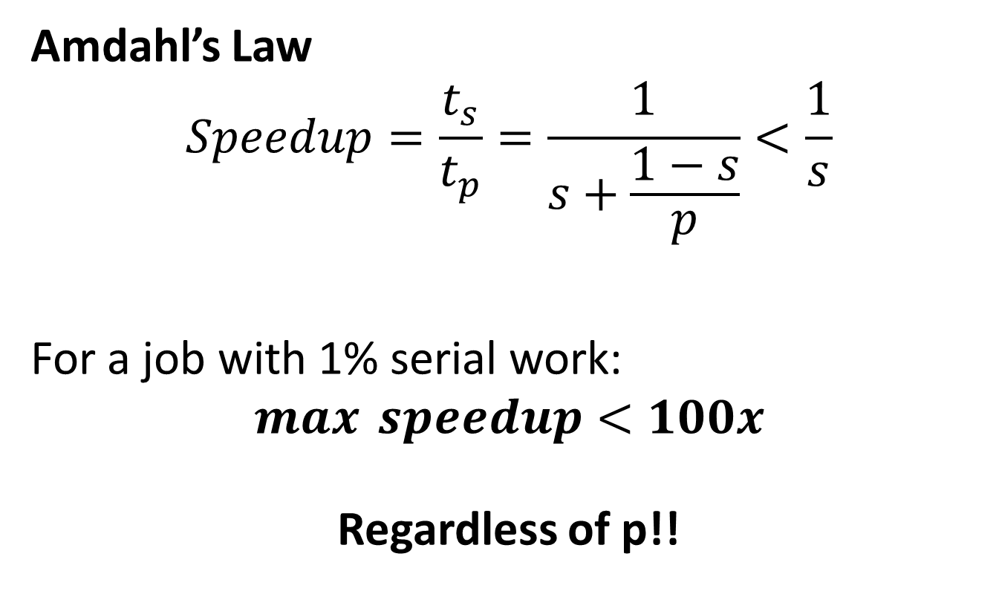 Amdahl’s Law
Speedup = t_s/t_p = 1/(s + (1 − s)/p) < 1/s
For a job with 1% serial work:
max speedup < 100x
Regardless of p!!